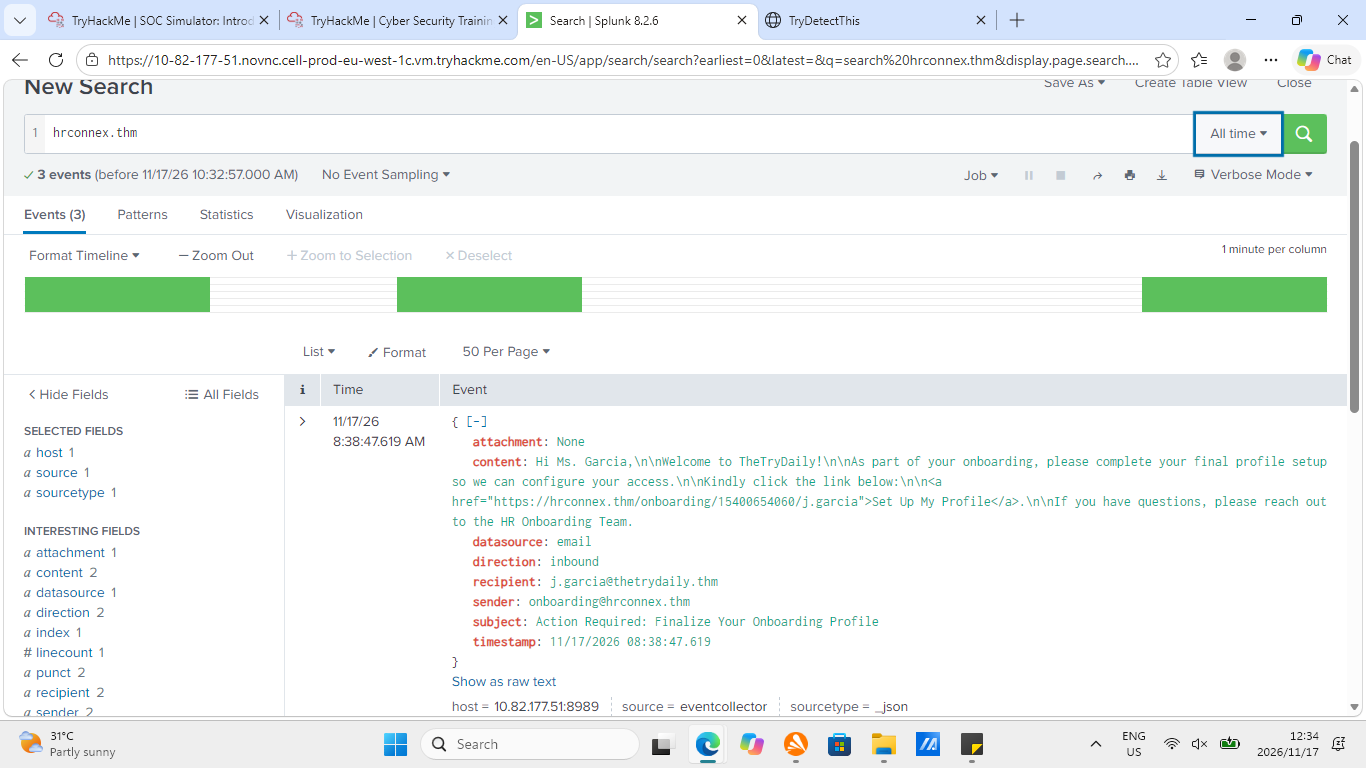 TryHackMe | SOC Simulator: Introd
TryHackMe | Cyber Security Trainin
Search | Splunk 8.2.6
TryDetectThis
https://10-82-177-51.novnc.cell-prod-eu-west-1c.vm.tryhackme.com/en-US/app/search/search?earliest=0&latest=&q=search%20hrconnex.thm&display.page.search....
Chat
New Search
Save As
Create Table View
Close
1 hrconnex.thm
All time
3 events (before 11/17/26 10:32:57.000 AM)
No Event Sampling
Job
Verbose Mode
Events (3)
Patterns
Statistics
Visualization
Format Timeline
— Zoom Out
+ Zoom to Selection
× Deselect
1 minute per column
List
Format
50 Per Page
< Hide Fields
All Fields
i
Time
Event
SELECTED FIELDS
a host 1
a source 1
a sourcetype 1
INTERESTING FIELDS
a attachment 1
a content 2
a datasource 1
a direction 2
a index 1
# linecount 1
a punct 2
a recipient 2
a sender 2
11/17/26
8:38:47.619 AM
{ [-]
attachment: None
content: Hi Ms. Garcia,\n\nWelcome to TheTryDaily!\n\nAs part of your onboarding, please complete your final profile setup
so we can configure your access.\n\nKindly click the link below:\n\n<a
href="https://hrconnex.thm/onboarding/15400654060/j.garcia">Set Up My Profile</a>.\n\nIf you have questions, please reach out
to the HR Onboarding Team.
datasource: email
direction: inbound
recipient: j.garcia@thetrydaily.thm
sender: onboarding@hrconnex.thm
subject: Action Required: Finalize Your Onboarding Profile
timestamp: 11/17/2026 08:38:47.619
}
Show as raw text
host = 10.82.177.51:8989
source = eventcollector
sourcetype = _json
31°C
Partly sunny
Search
ENG
US
12:34
2026/11/17